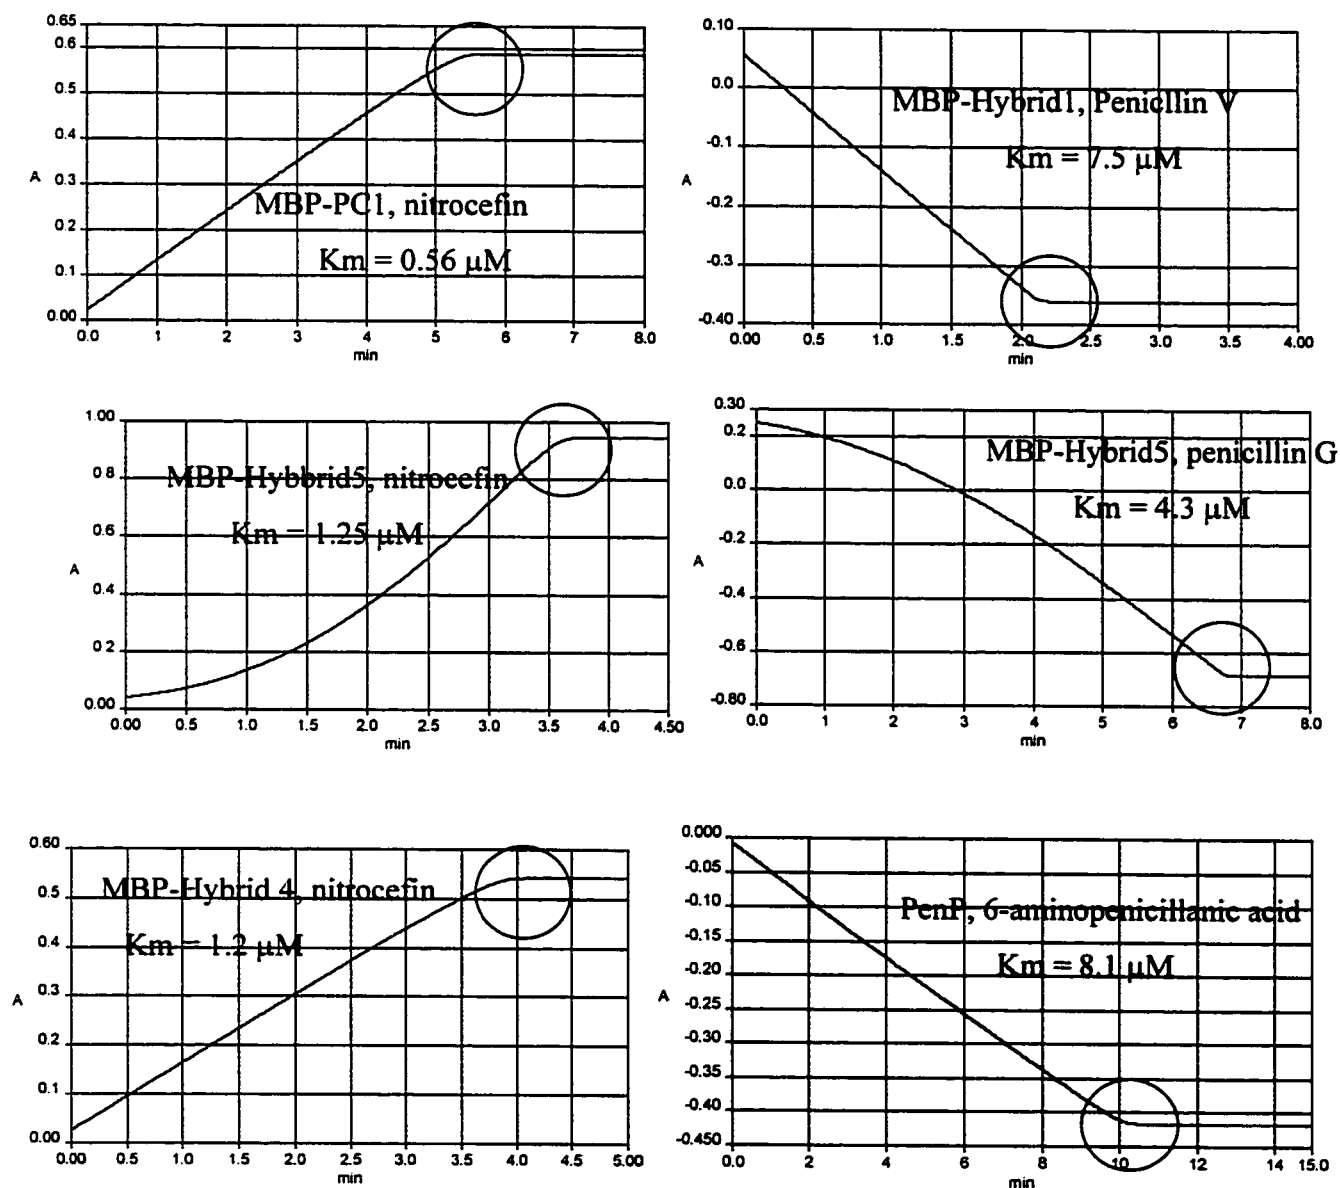 0.65
0.6
0.5
0.4
A
0.3
0.2
0.1
0.00
MBP-PC1, nitrocefin
Km = 0.56 µM
0.0 1 2 3 4 5 6 7 8.0
min
0.10
0.0
-0.1
A
-0.2
-0.3
-0.40
MBP-Hybrid1, Penicllin V
Km = 7.5 µM
0.00 0.5 1.0 1.5 2.0 2.5 3.0 3.5 4.00
min
1.00
0.8
0.6
A
0.4
0.2
0.00
MBP-Hybbrid5, nitrocefin
Km = 1.25 µM
0.00 0.5 1.0 1.5 2.0 2.5 3.0 3.5 4.0 4.50
min
0.30
0.2
0.0
-0.2
A
-0.4
-0.6
-0.80
MBP-Hybrid5, penicillin G
Km = 4.3 µM
0.0 1 2 3 4 5 6 7 8.0
min
0.60
0.5
0.4
A
0.3
0.2
0.1
0.00
MBP-Hybrid 4, nitrocefin
Km = 1.2 µM
0.00 0.5 1.0 1.5 2.0 2.5 3.0 3.5 4.0 4.5 5.00
min
0.000
-0.05
-0.10
-0.15
-0.20
A
-0.25
-0.30
-0.35
-0.40
-0.450
PenP, 6-aminopenicillanic acid
Km = 8.1 µM
0.0 2 4 6 8 10 12 14 15.0
min